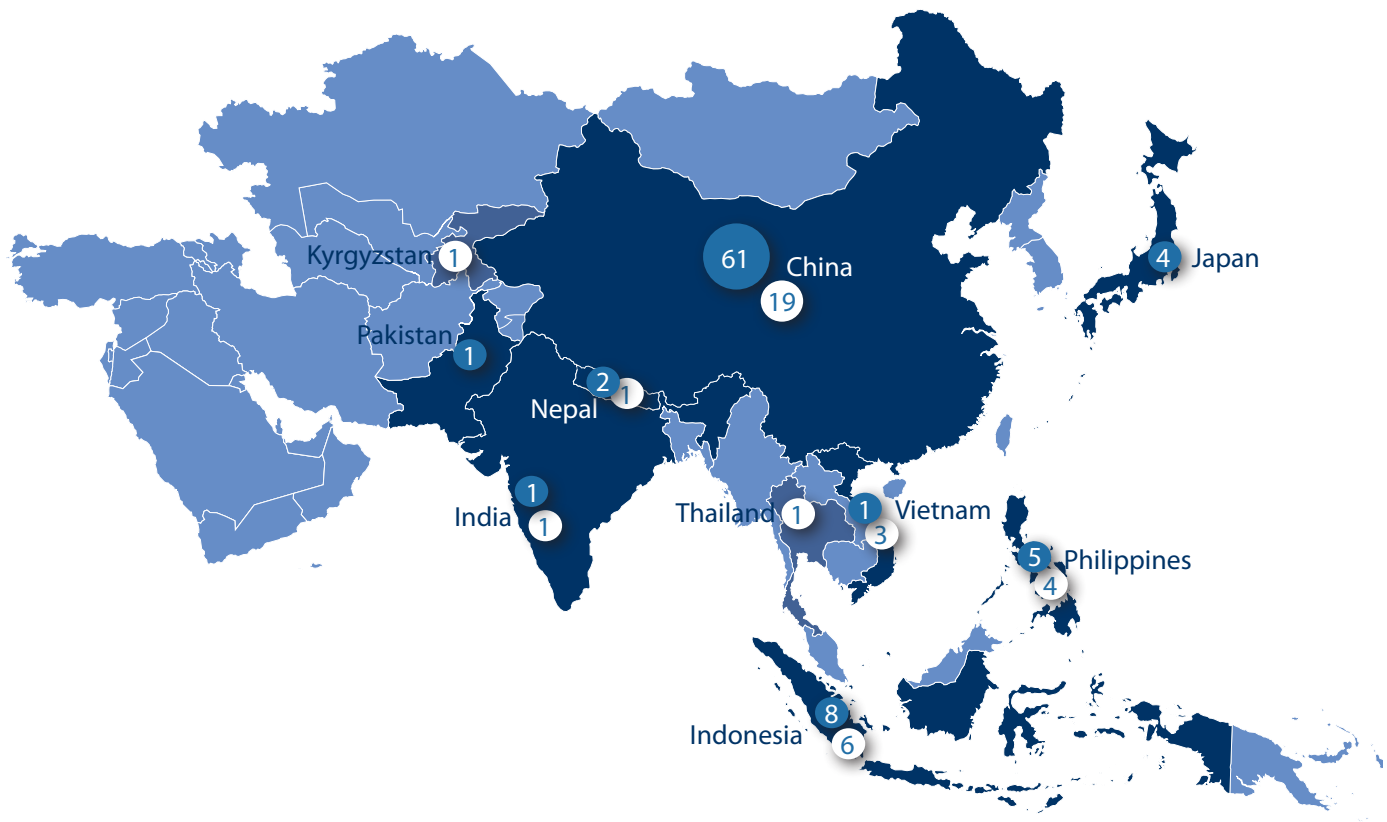 Kyrgyzstan
1
61
China
19
4
Japan
Pakistan
1
2
1
Nepal
1
India
1
Thailand
1
1
Vietnam
3
5
Philippines
4
8
Indonesia
6